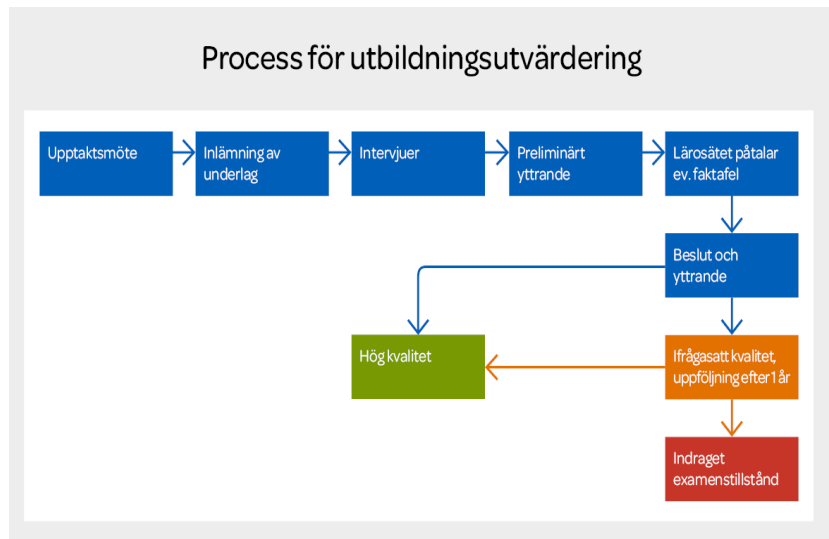 Process för utbildningsutvärdering
Upptaktsmöte
Inlämning av
underlag
Intervjuer
Preliminärt
yttrande
Lärosätet påtalar
ev. faktafel
Beslut och
yttrande
Hög kvalitet
Ifrågasatt kvalitet,
uppföljning efter 1 år
Indraget
examenstillstånd